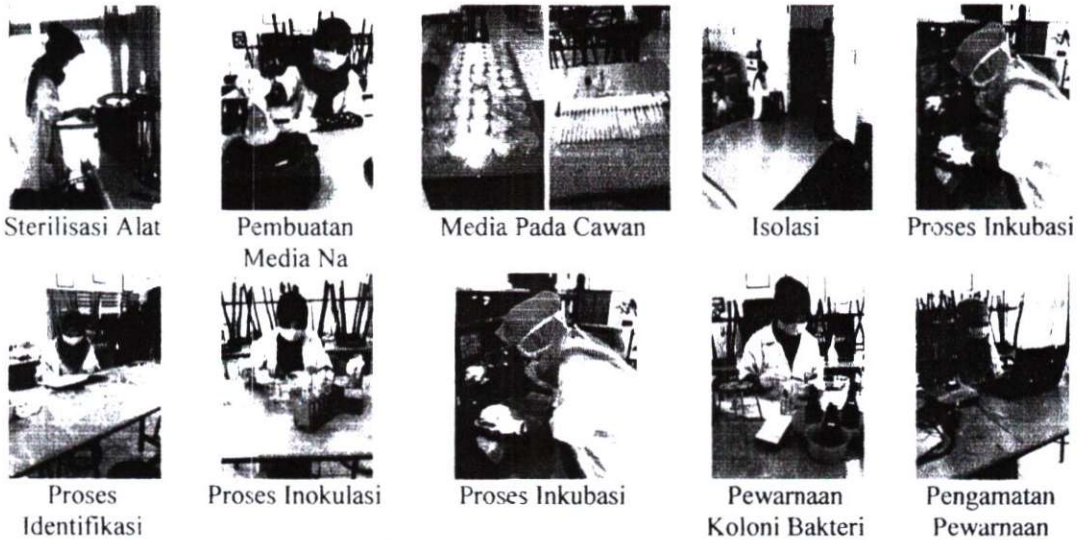 Sterilisasi Alat
Pembuatan
Media Na
Media Pada Cawan
Isolasi
Proses Inkubasi
Proses
Identifikasi
Proses Inokulasi
Proses Inkubasi
Pewarnaan
Koloni Bakteri
Pengamatan
Pewarnaan